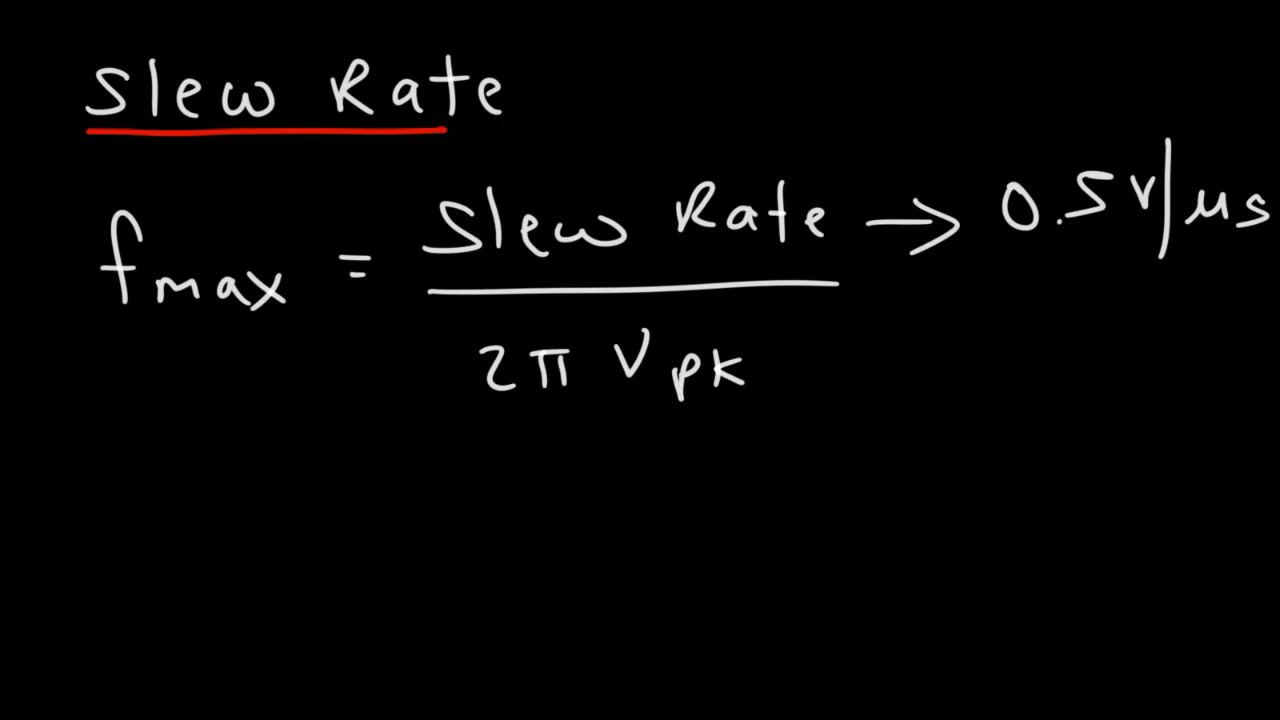 Slew Rate
fmax = Slew Rate → 0.5V/μs
2π Vpk